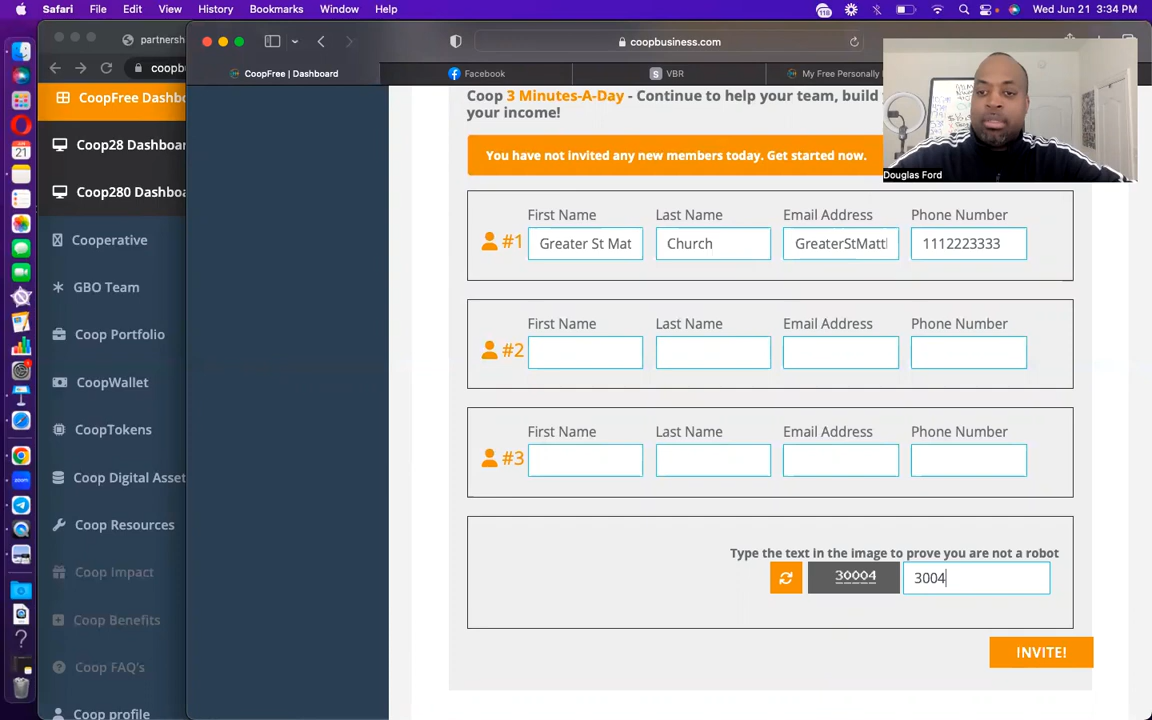 Safari File Edit View History Bookmarks Window Help
118
Wed Jun 21 3:34 PM
partnersh
coopbusiness.com
coopb
CoopFree | Dashboard
Facebook
S VBR
My Free Personally
21
CoopFree Dashbo
Coop28 Dashboar
Coop280 Dashboa
Cooperative
GBO Team
Coop Portfolio
CoopWallet
CoopTokens
Coop Digital Asset
Coop Resources
Coop Impact
Coop Benefits
Coop FAQ's
Coop profile
Coop 3 Minutes-A-Day - Continue to help your team, build
your income!
You have not invited any new members today. Get started now.
Douglas Ford
First Name Last Name Email Address Phone Number
#1 Greater St Mat Church GreaterStMatt 1112223333
First Name Last Name Email Address Phone Number
#2
First Name Last Name Email Address Phone Number
#3
Type the text in the image to prove you are not a robot
30004 3004
INVITE!